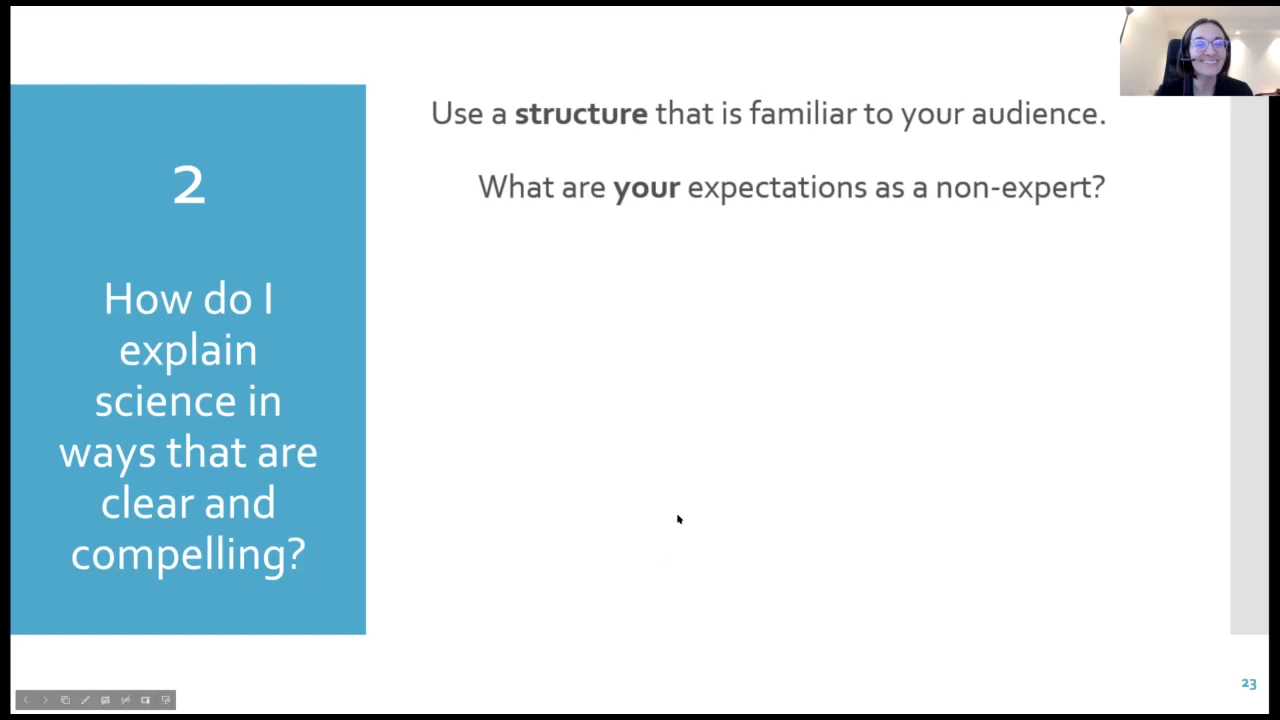 2
How do I
explain
science in
ways that are
clear and
compelling?
Use a structure that is familiar to your audience.
What are your expectations as a non-expert?
23